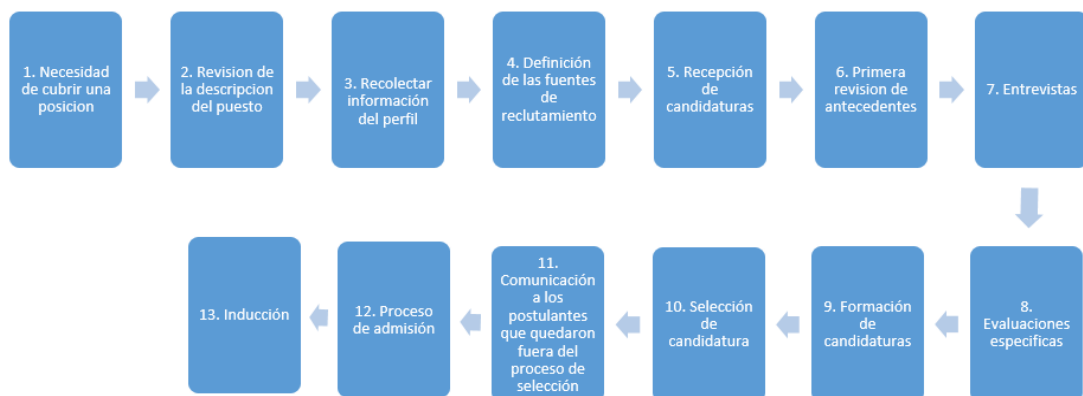 1. Necesidad
de cubrir una
posicion
2. Revision de
la descripcion
del puesto
3. Recolectar
información
del perfil
4. Definición
de las fuentes
de
reclutamiento
5. Recepción
de
candidaturas
6. Primera
revision de
antecedentes
7. Entrevistas
8.
Evaluaciones
especificas
9. Formación
de
candidaturas
10. Selección
de
candidatura
11.
Comunicación
a los
postulantes
que quedaron
fuera del
proceso de
selección
12. Proceso
de admisión
13. Inducción